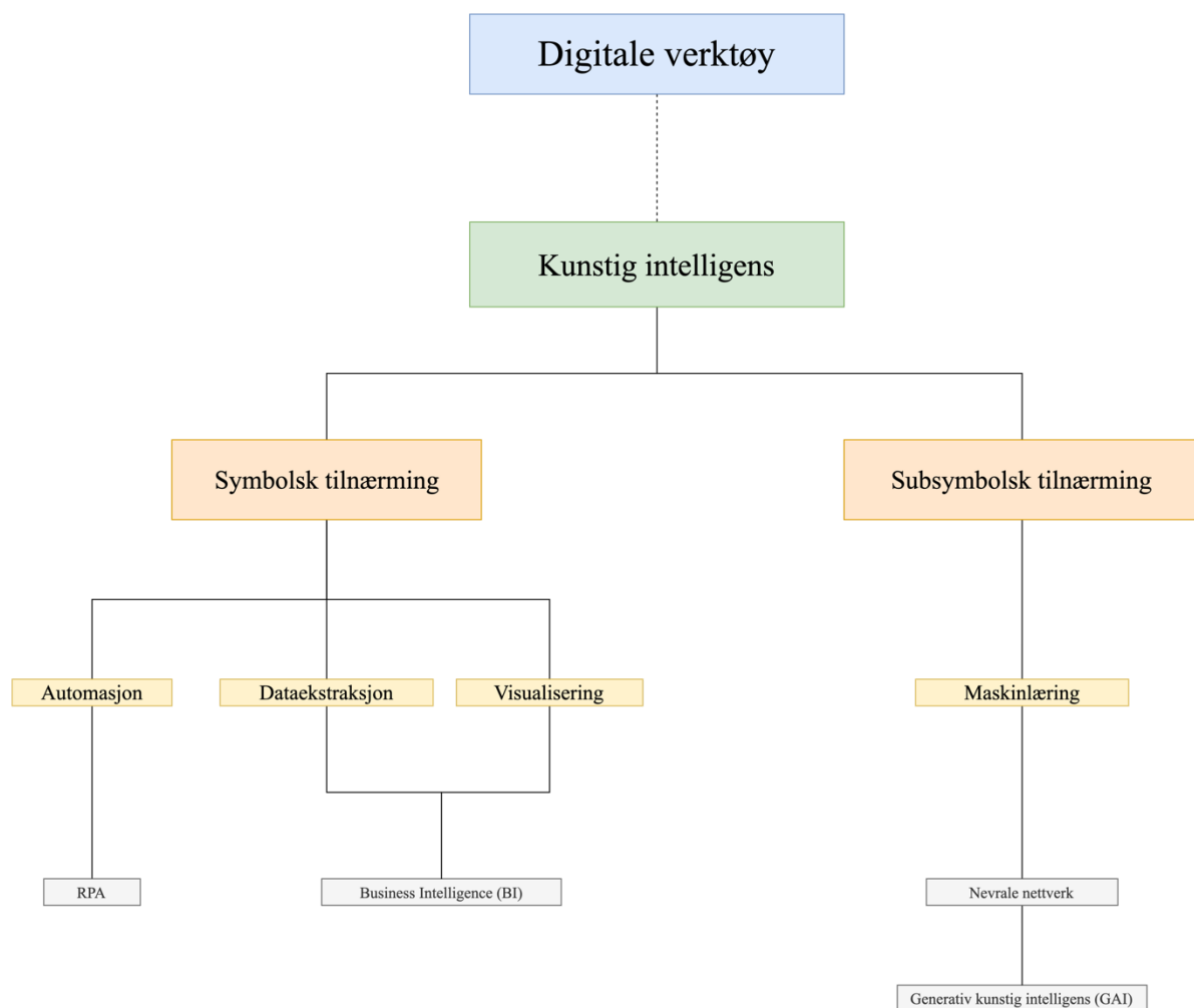 Digitale verktøy
Kunstig intelligens
Symbolsk tilnærming
Subsymbolsk tilnærming
Automasjon
Dataekstraksjon
Visualisering
Maskinlæring
RPA
Business Intelligence (BI)
Nevrale nettverk
Generativ kunstig intelligens (GAI)